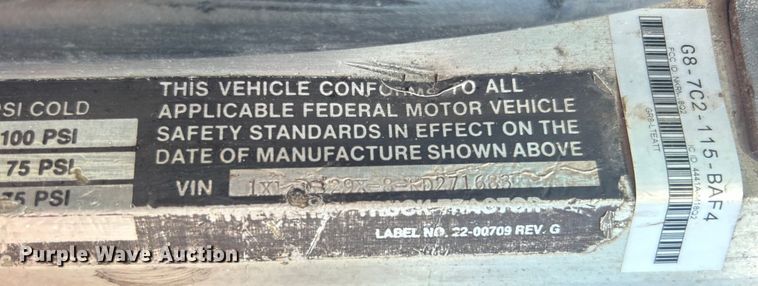 PSI COLD
100 PSI
75 PSI
75 PSI
THIS VEHICLE CONFORMS TO ALL
APPLICABLE FEDERAL MOTOR VEHICLE
SAFETY STANDARDS IN EFFECT ON THE
DATE OF MANUFACTURE SHOWN ABOVE
VIN
TRUCK-TRACTOR
LABEL NO. 22-00709 REV. G
G8-7C2-115-BAF4
GR8-LTEATT
Purple Wave Auction